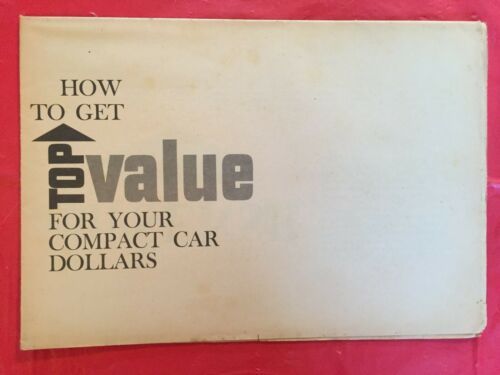 HOW
TO GET
TOP value
FOR YOUR
COMPACT CAR
DOLLARS